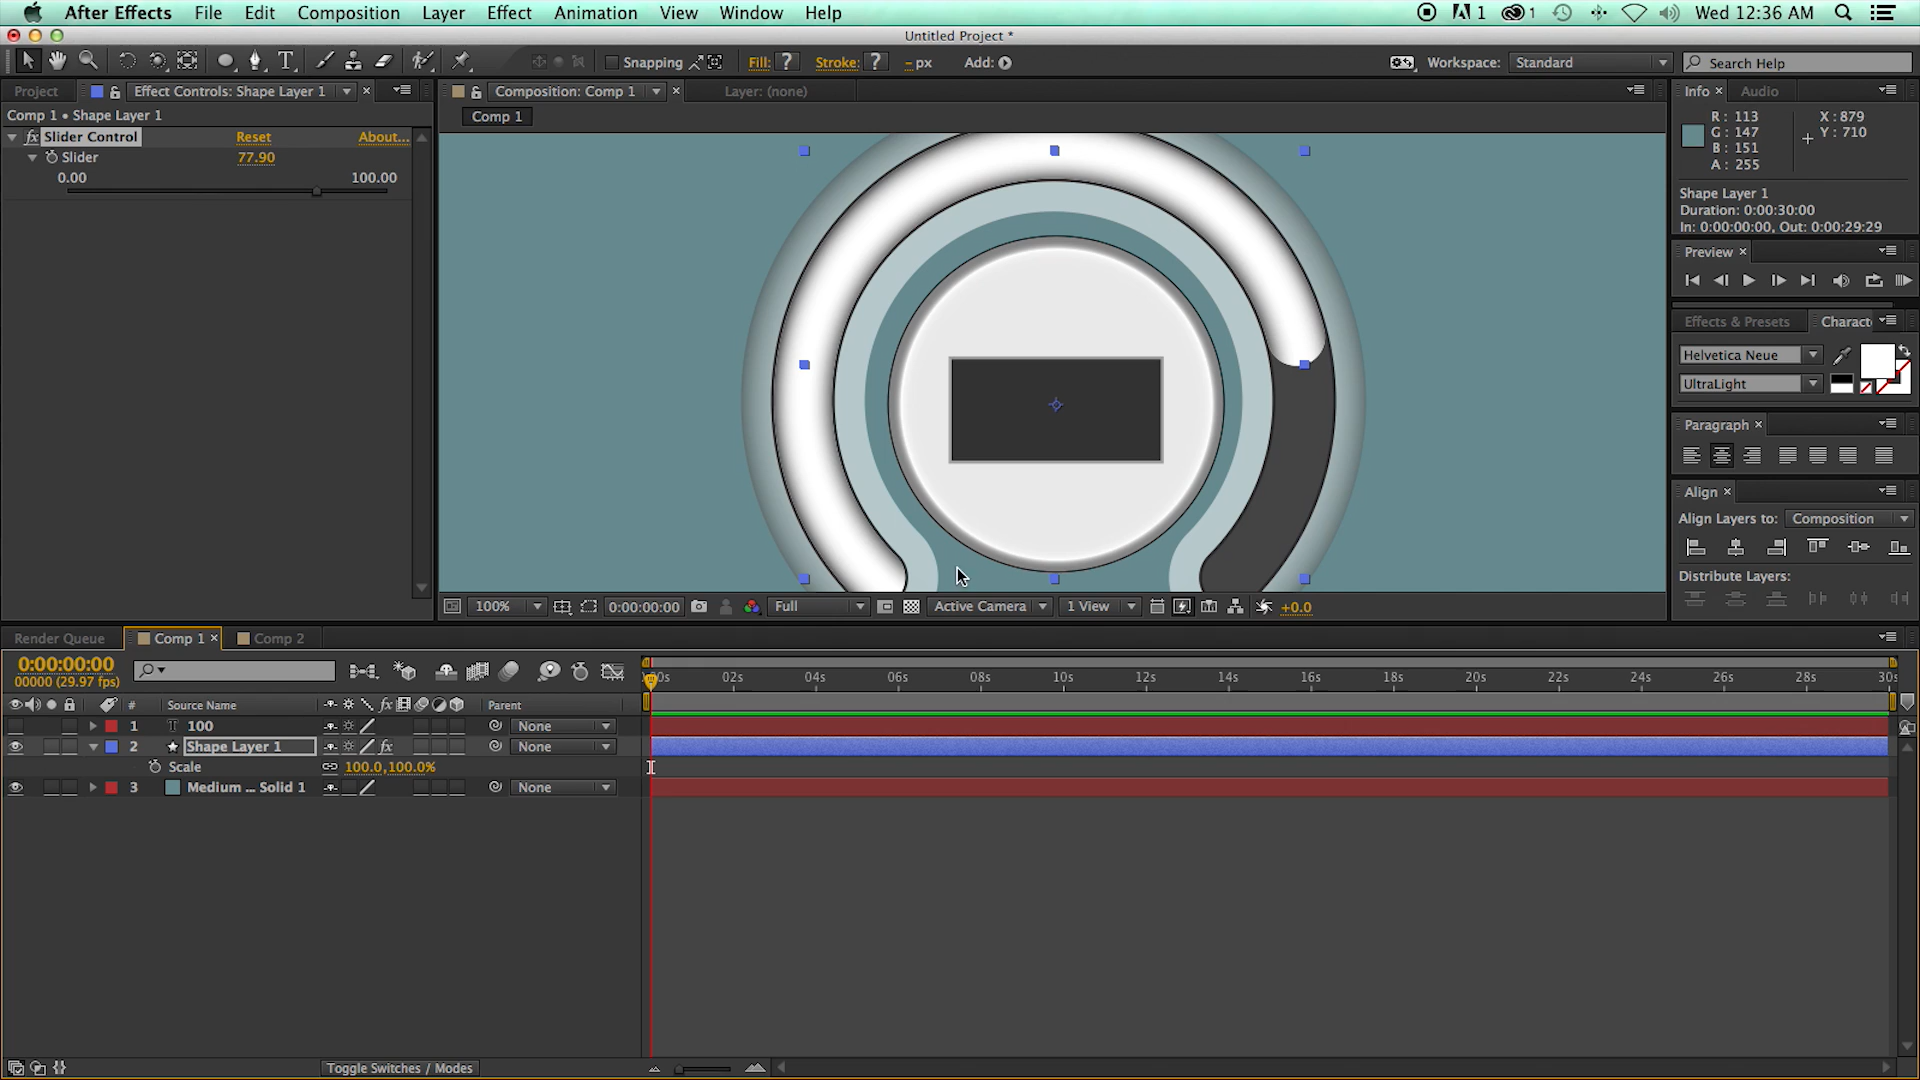 After Effects File Edit Composition Layer Effect Animation View Window Help 1 1 Wed 12:36 AM
Untitled Project *
Snapping Fill: ? Stroke: ? - px Add: Workspace: Standard Search Help
Project Effect Controls: Shape Layer 1 × Composition: Comp 1 × Layer: (none) Info × Audio
Comp 1 • Shape Layer 1 Comp 1
fx Slider Control Reset About...
Slider 77.90
0.00 100.00
R: 113 X: 879
G: 147 Y: 710
B: 151
A: 255
Shape Layer 1
Duration: 0:00:30:00
In: 0:00:00:00, Out: 0:00:29:29
Preview ×
Effects & Presets Charact
Helvetica Neue
UltraLight
Paragraph ×
Align ×
Align Layers to: Composition
Distribute Layers:
100% 0:00:00:00 Full Active Camera 1 View +0.0
Render Queue Comp 1 × Comp 2
0:00:00:00
00000 (29.97 fps)
00s 02s 04s 06s 08s 10s 12s 14s 16s 18s 20s 22s 24s 26s 28s 30s
# Source Name fx Parent
1 T 100 None
2 Shape Layer 1 fx None
Scale 100.0,100.0%
3 Medium ... Solid 1 None
Toggle Switches / Modes